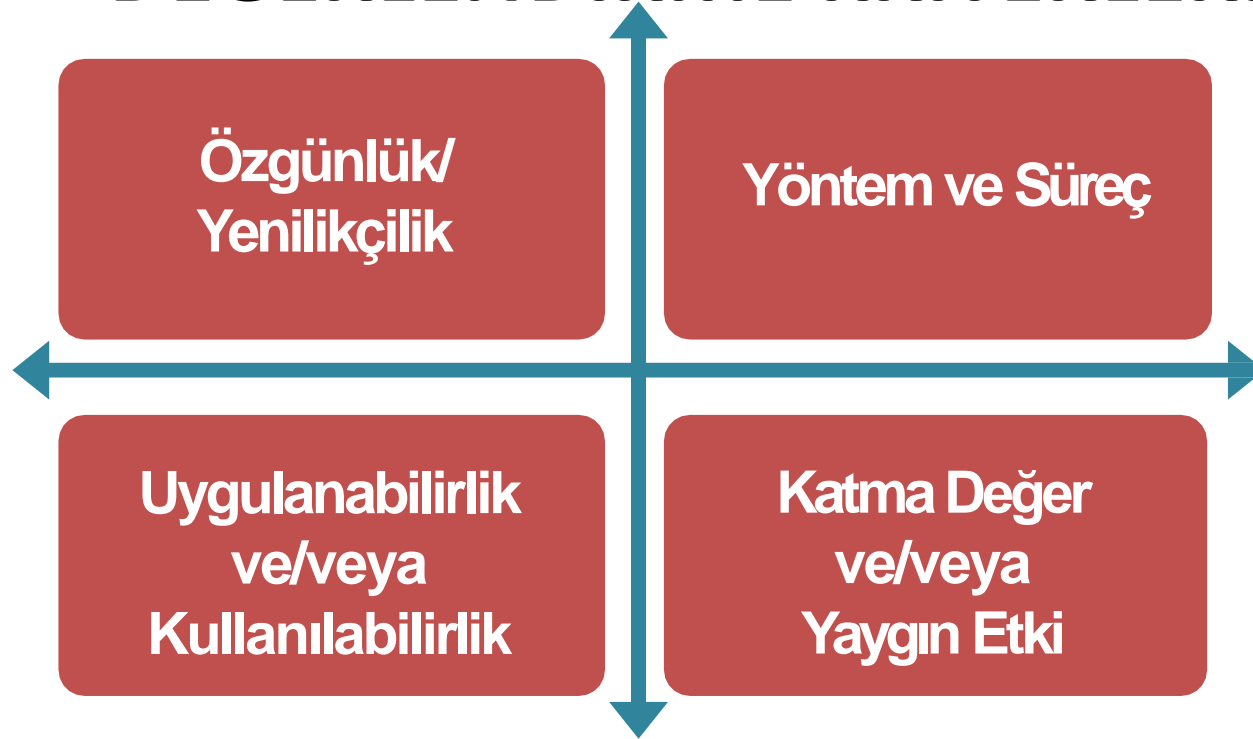 Özgünlük/
Yenilikçilik
Yöntem ve Süreç
Uygulanabilirlik
ve/veya
Kullanılabilirlik
Katma Değer
ve/veya
Yaygın Etki